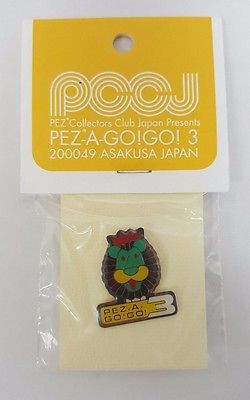 PCCJ
PEZ® Collectors Club Japan Presents
PEZ®-A-GO!GO! 3
200049 ASAKUSA JAPAN
PEZ-A-
GO!GO! 3